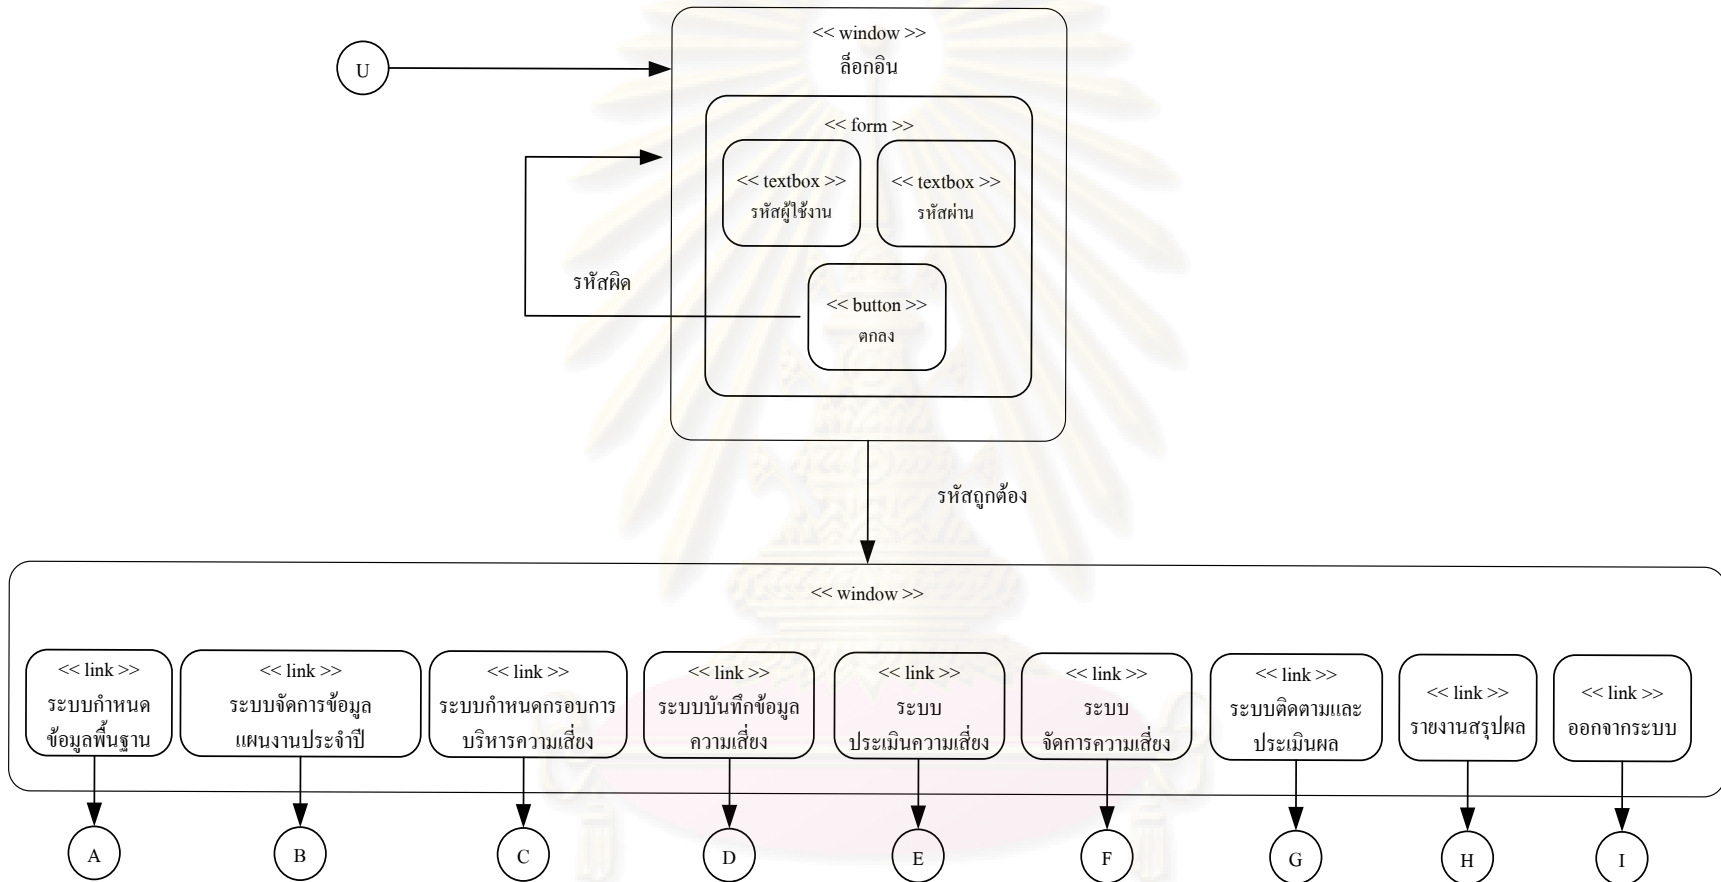 << window >>
ล็อกอิน
U
<< form >>
<< textbox >>
รหัสผู้ใช้งาน
<< textbox >>
รหัสผ่าน
รหัสผิด
<< button >>
ตกลง
รหัสถูกต้อง
<< window >>
<< link >>
ระบบกำหนด
ข้อมูลพื้นฐาน
<< link >>
ระบบจัดการข้อมูล
แผนงานประจำปี
<< link >>
ระบบกำหนดกรอบการ
บริหารความเสี่ยง
<< link >>
ระบบบันทึกข้อมูล
ความเสี่ยง
<< link >>
ระบบ
ประเมินความเสี่ยง
<< link >>
ระบบ
จัดการความเสี่ยง
<< link >>
ระบบติดตามและ
ประเมินผล
<< link >>
รายงานสรุปผล
<< link >>
ออกจากระบบ
A
B
C
D
E
F
G
H
I